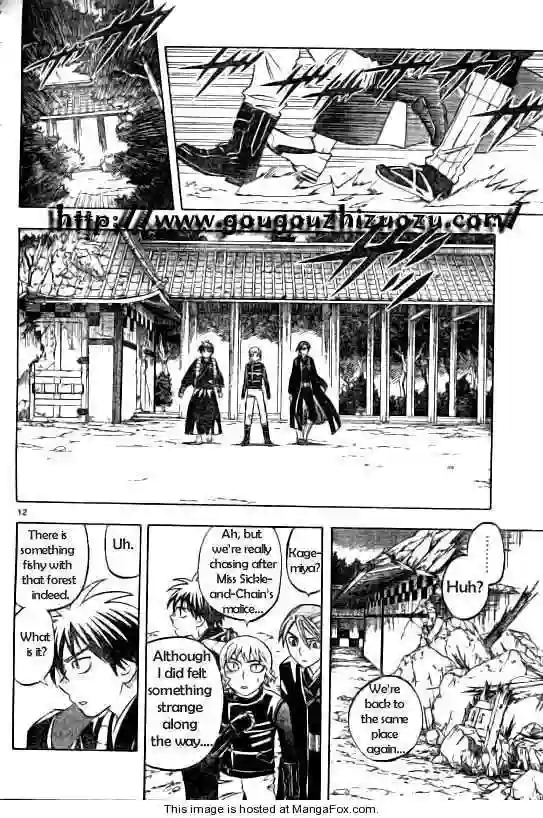 http://www.gougouzhizuozu.com/
12
.......
Huh?
We're
back to
the same
place
again...
Kage-
miya?
Ah, but
we're really
chasing after
Miss Sickle-
and-Chain's
malice...
Although
I did felt
something
strange
along
the way....
Uh.
There is
something
fishy with
that forest
indeed.
What
is it?
This image is hosted at MangaFox.com.